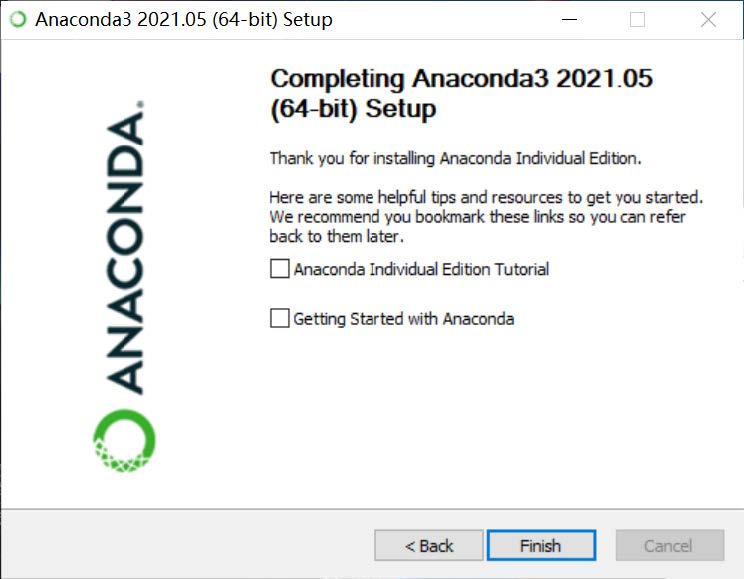 Anaconda3 2021.05 (64-bit) Setup
ANACONDA.
Completing Anaconda3 2021.05
(64-bit) Setup
Thank you for installing Anaconda Individual Edition.
Here are some helpful tips and resources to get you started.
We recommend you bookmark these links so you can refer
back to them later.
Anaconda Individual Edition Tutorial
Getting Started with Anaconda
< Back
Finish
Cancel